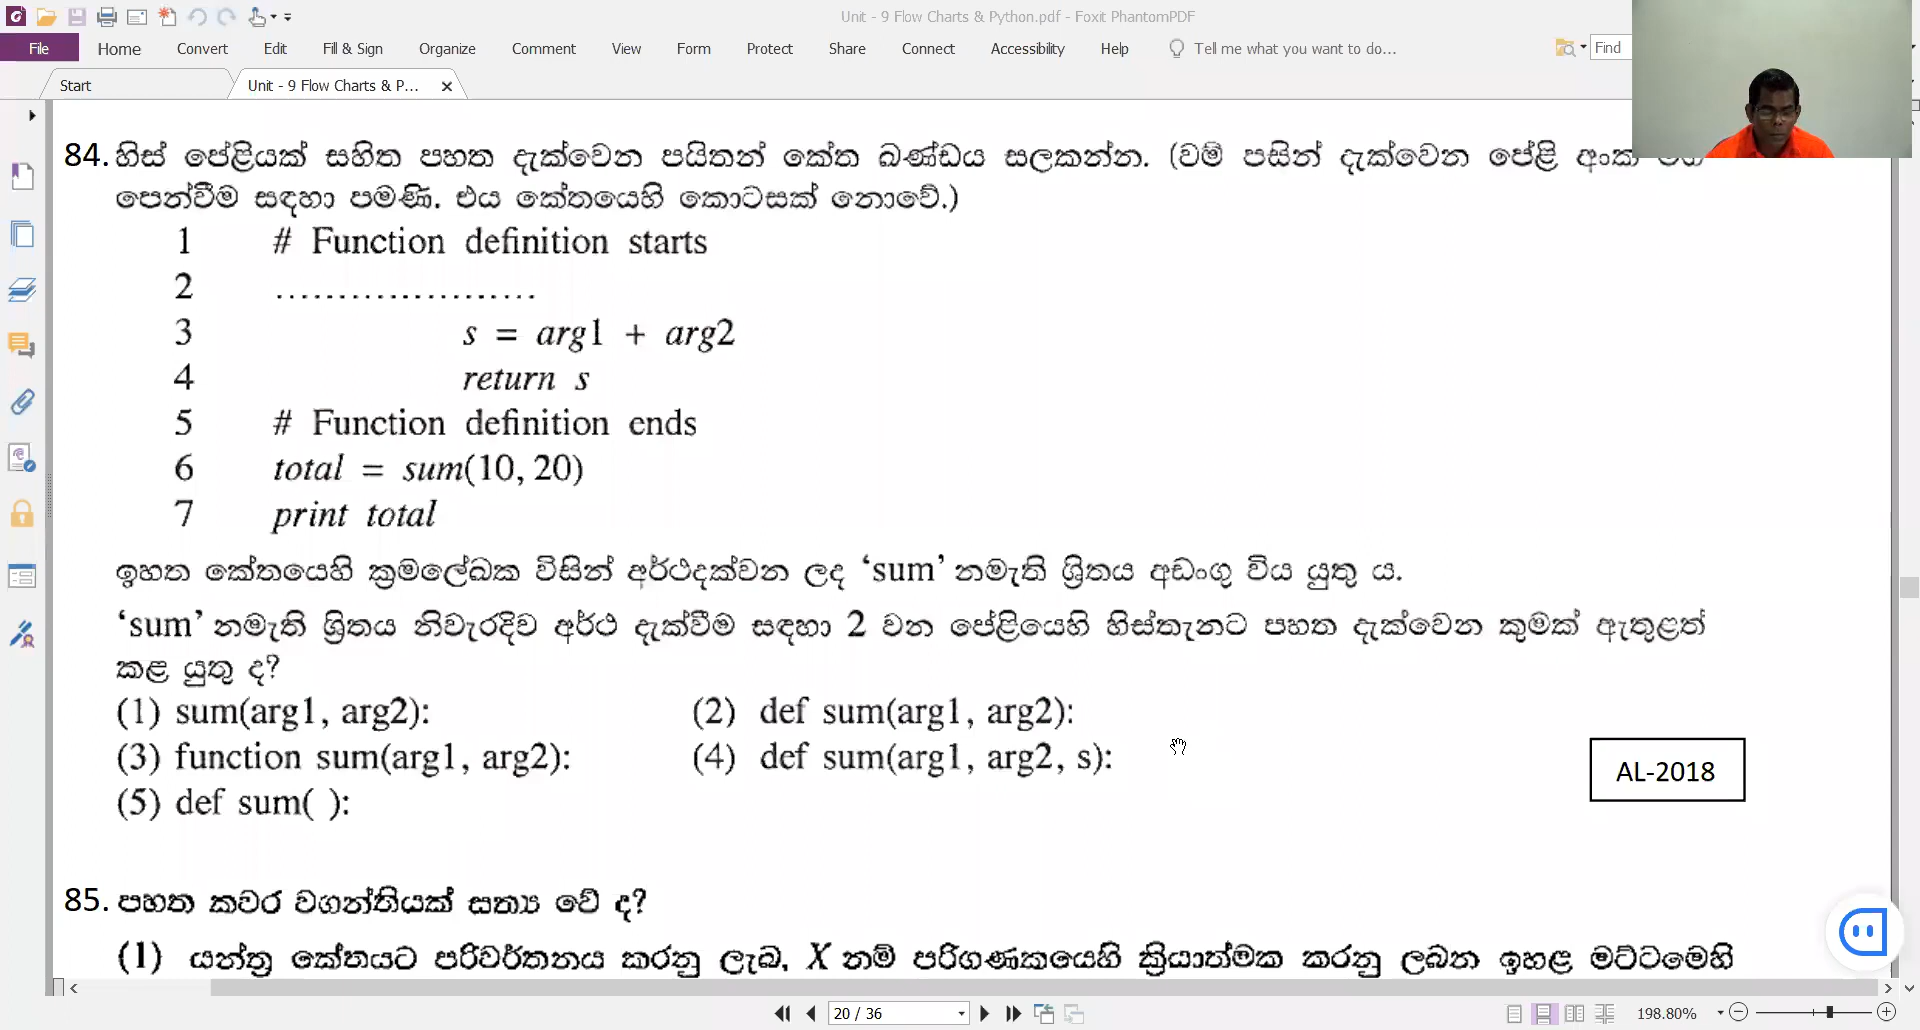 Unit - 9 Flow Charts & Python.pdf - Foxit PhantomPDF
File Home Convert Edit Fill & Sign Organize Comment View Form Protect Share Connect Accessibility Help Tell me what you want to do... Find
Start Unit - 9 Flow Charts & P...
84. හිස් පේළියක් සහිත පහත දැක්වෙන පයිතන් කේත ඛණ්ඩය සලකන්න. (වම් පසින් දැක්වෙන පේළි අංක
පෙන්වීම සඳහා පමණි. එය කේතයෙහි කොටසක් නොවේ.)
1 # Function definition starts
2 .....................
3 s = arg1 + arg2
4 return s
5 # Function definition ends
6 total = sum(10, 20)
7 print total
ඉහත කේතයෙහි ක්‍රමලේඛක විසින් අර්ථදක්වන ලද ‘sum’ නමැති ශ්‍රිතය අඩංගු විය යුතු ය.
‘sum’ නමැති ශ්‍රිතය නිවැරදිව අර්ථ දැක්වීම සඳහා 2 වන පේළියෙහි හිස්තැනට පහත දැක්වෙන කුමක් ඇතුළත්
කළ යුතු ද?
(1) sum(arg1, arg2): (2) def sum(arg1, arg2):
(3) function sum(arg1, arg2): (4) def sum(arg1, arg2, s):
(5) def sum( ):
AL-2018
85. පහත කවර වගන්තියක් සත්‍ය වේ ද?
(1) යන්ත්‍ර කේතයට පරිවර්තනය කරනු ලැබ, X නම් පරිගණකයෙහි ක්‍රියාත්මක කරනු ලබන ඉහළ මට්ටමෙහි
20 / 36 198.80%